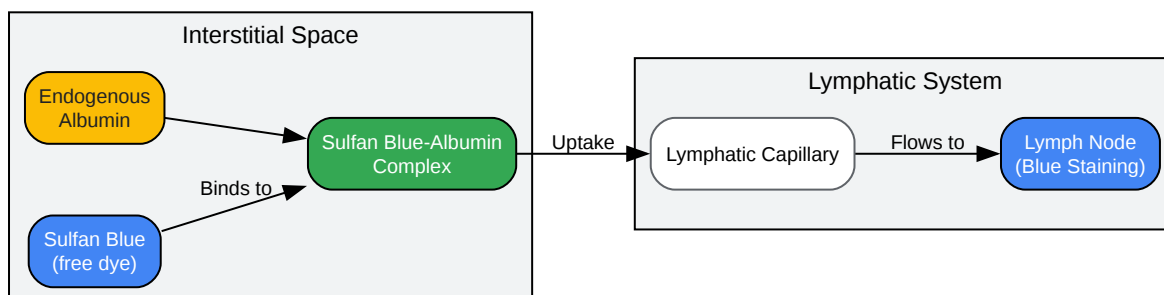 Interstitial Space
Endogenous
Albumin
Sulfan Blue
(free dye)
Binds to
Sulfan Blue-Albumin
Complex
Uptake
Lymphatic System
Lymphatic Capillary
Flows to
Lymph Node
(Blue Staining)